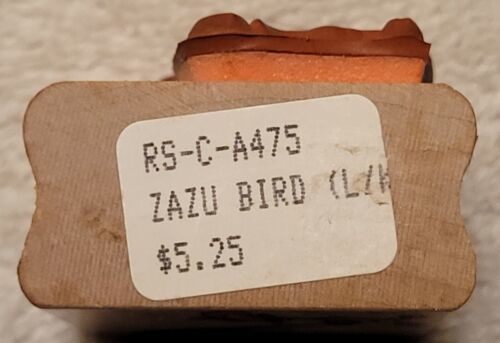 RS-C-A475
ZAZU BIRD (L/
$5.25